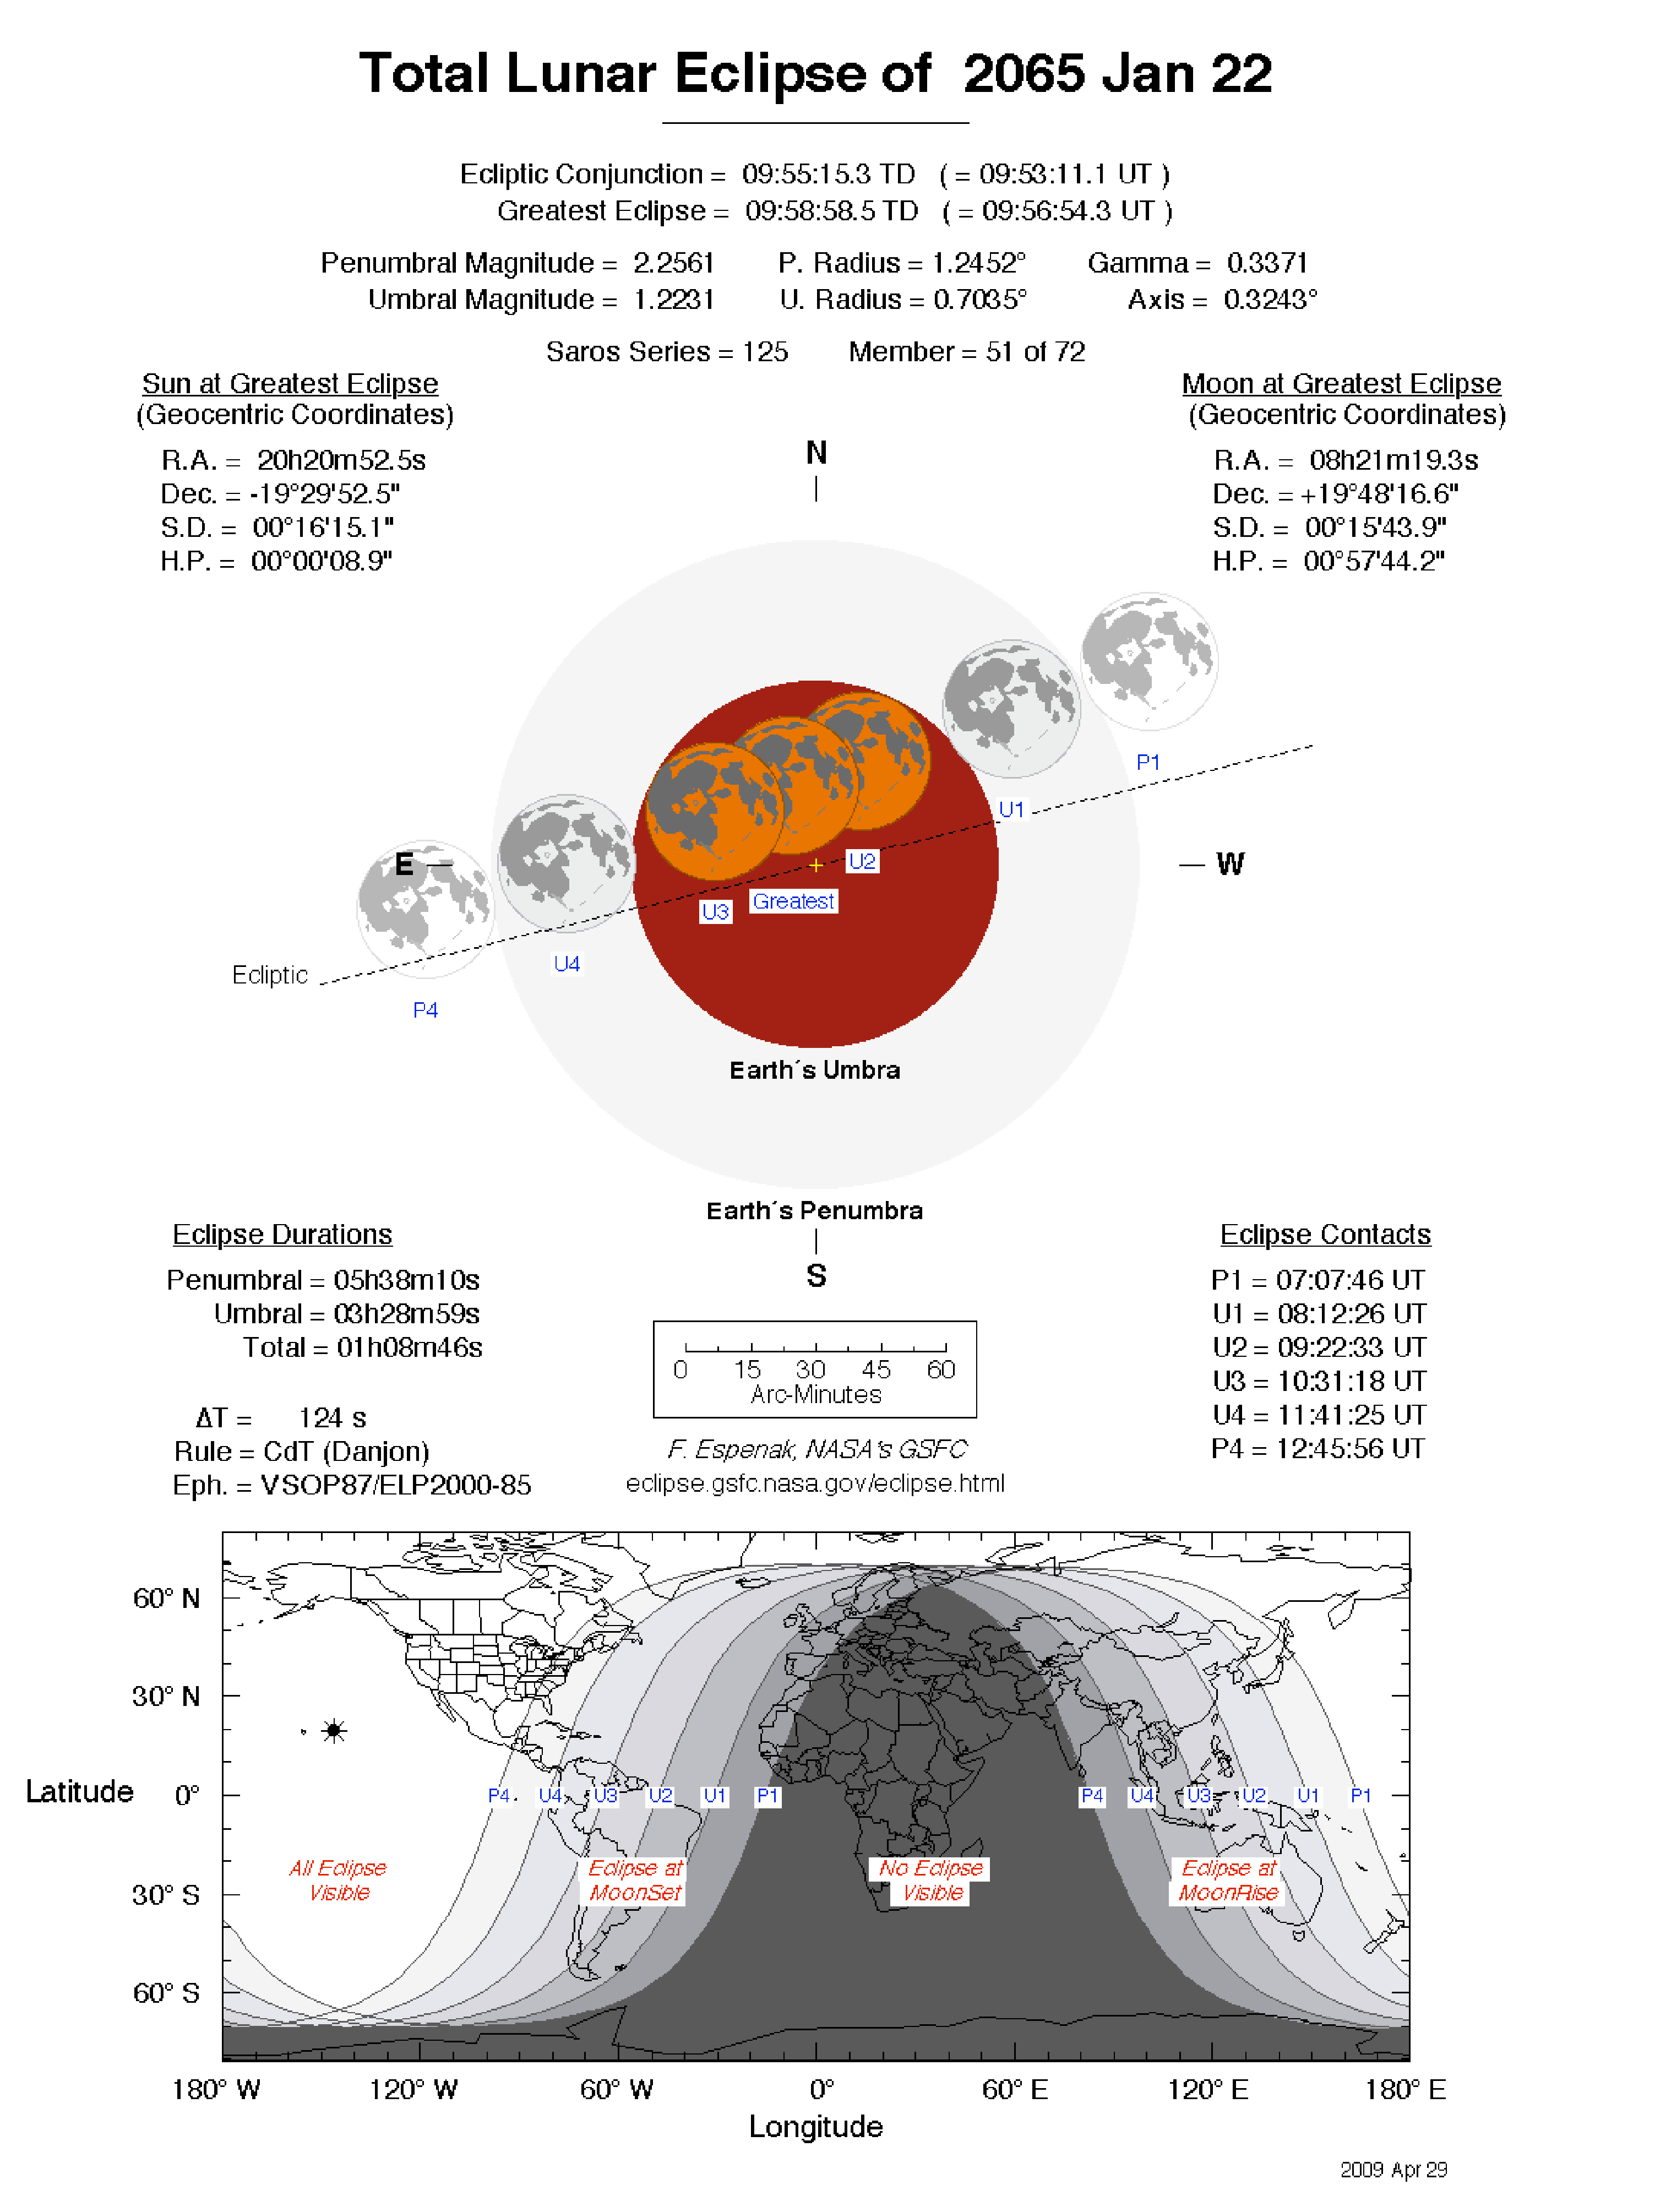 Total Lunar Eclipse of 2065 Jan 22
Ecliptic Conjunction = 09:55:15.3 TD ( = 09:53:11.1 UT )
Greatest Eclipse = 09:58:58.5 TD ( = 09:56:54.3 UT )
Penumbral Magnitude = 2.2561 P. Radius = 1.2452° Gamma = 0.3371
Umbral Magnitude = 1.2231 U. Radius = 0.7035° Axis = 0.3243°
Saros Series = 125 Member = 51 of 72
Sun at Greatest Eclipse
(Geocentric Coordinates)
R.A. = 20h20m52.5s
Dec. = -19°29'52.5"
S.D. = 00°16'15.1"
H.P. = 00°00'08.9"
Moon at Greatest Eclipse
(Geocentric Coordinates)
R.A. = 08h21m19.3s
Dec. = +19°48'16.6"
S.D. = 00°15'43.9"
H.P. = 00°57'44.2"
N
P1
U1
E
W
U2
Greatest
U3
U4
Ecliptic
P4
Earth´s Umbra
Earth´s Penumbra
S
Eclipse Durations
Penumbral = 05h38m10s
Umbral = 03h28m59s
Total = 01h08m46s
ΔT = 124 s
Rule = CdT (Danjon)
Eph. = VSOP87/ELP2000-85
0 15 30 45 60
Arc-Minutes
F. Espenak, NASA's GSFC
eclipse.gsfc.nasa.gov/eclipse.html
Eclipse Contacts
P1 = 07:07:46 UT
U1 = 08:12:26 UT
U2 = 09:22:33 UT
U3 = 10:31:18 UT
U4 = 11:41:25 UT
P4 = 12:45:56 UT
60° N
30° N
Latitude 0°
30° S
60° S
P4 U4 U3 U2 U1 P1 P4 U4 U3 U2 U1 P1
All Eclipse
Visible
Eclipse at
MoonSet
No Eclipse
Visible
Eclipse at
MoonRise
180° W 120° W 60° W 0° 60° E 120° E 180° E
Longitude
2009 Apr 29